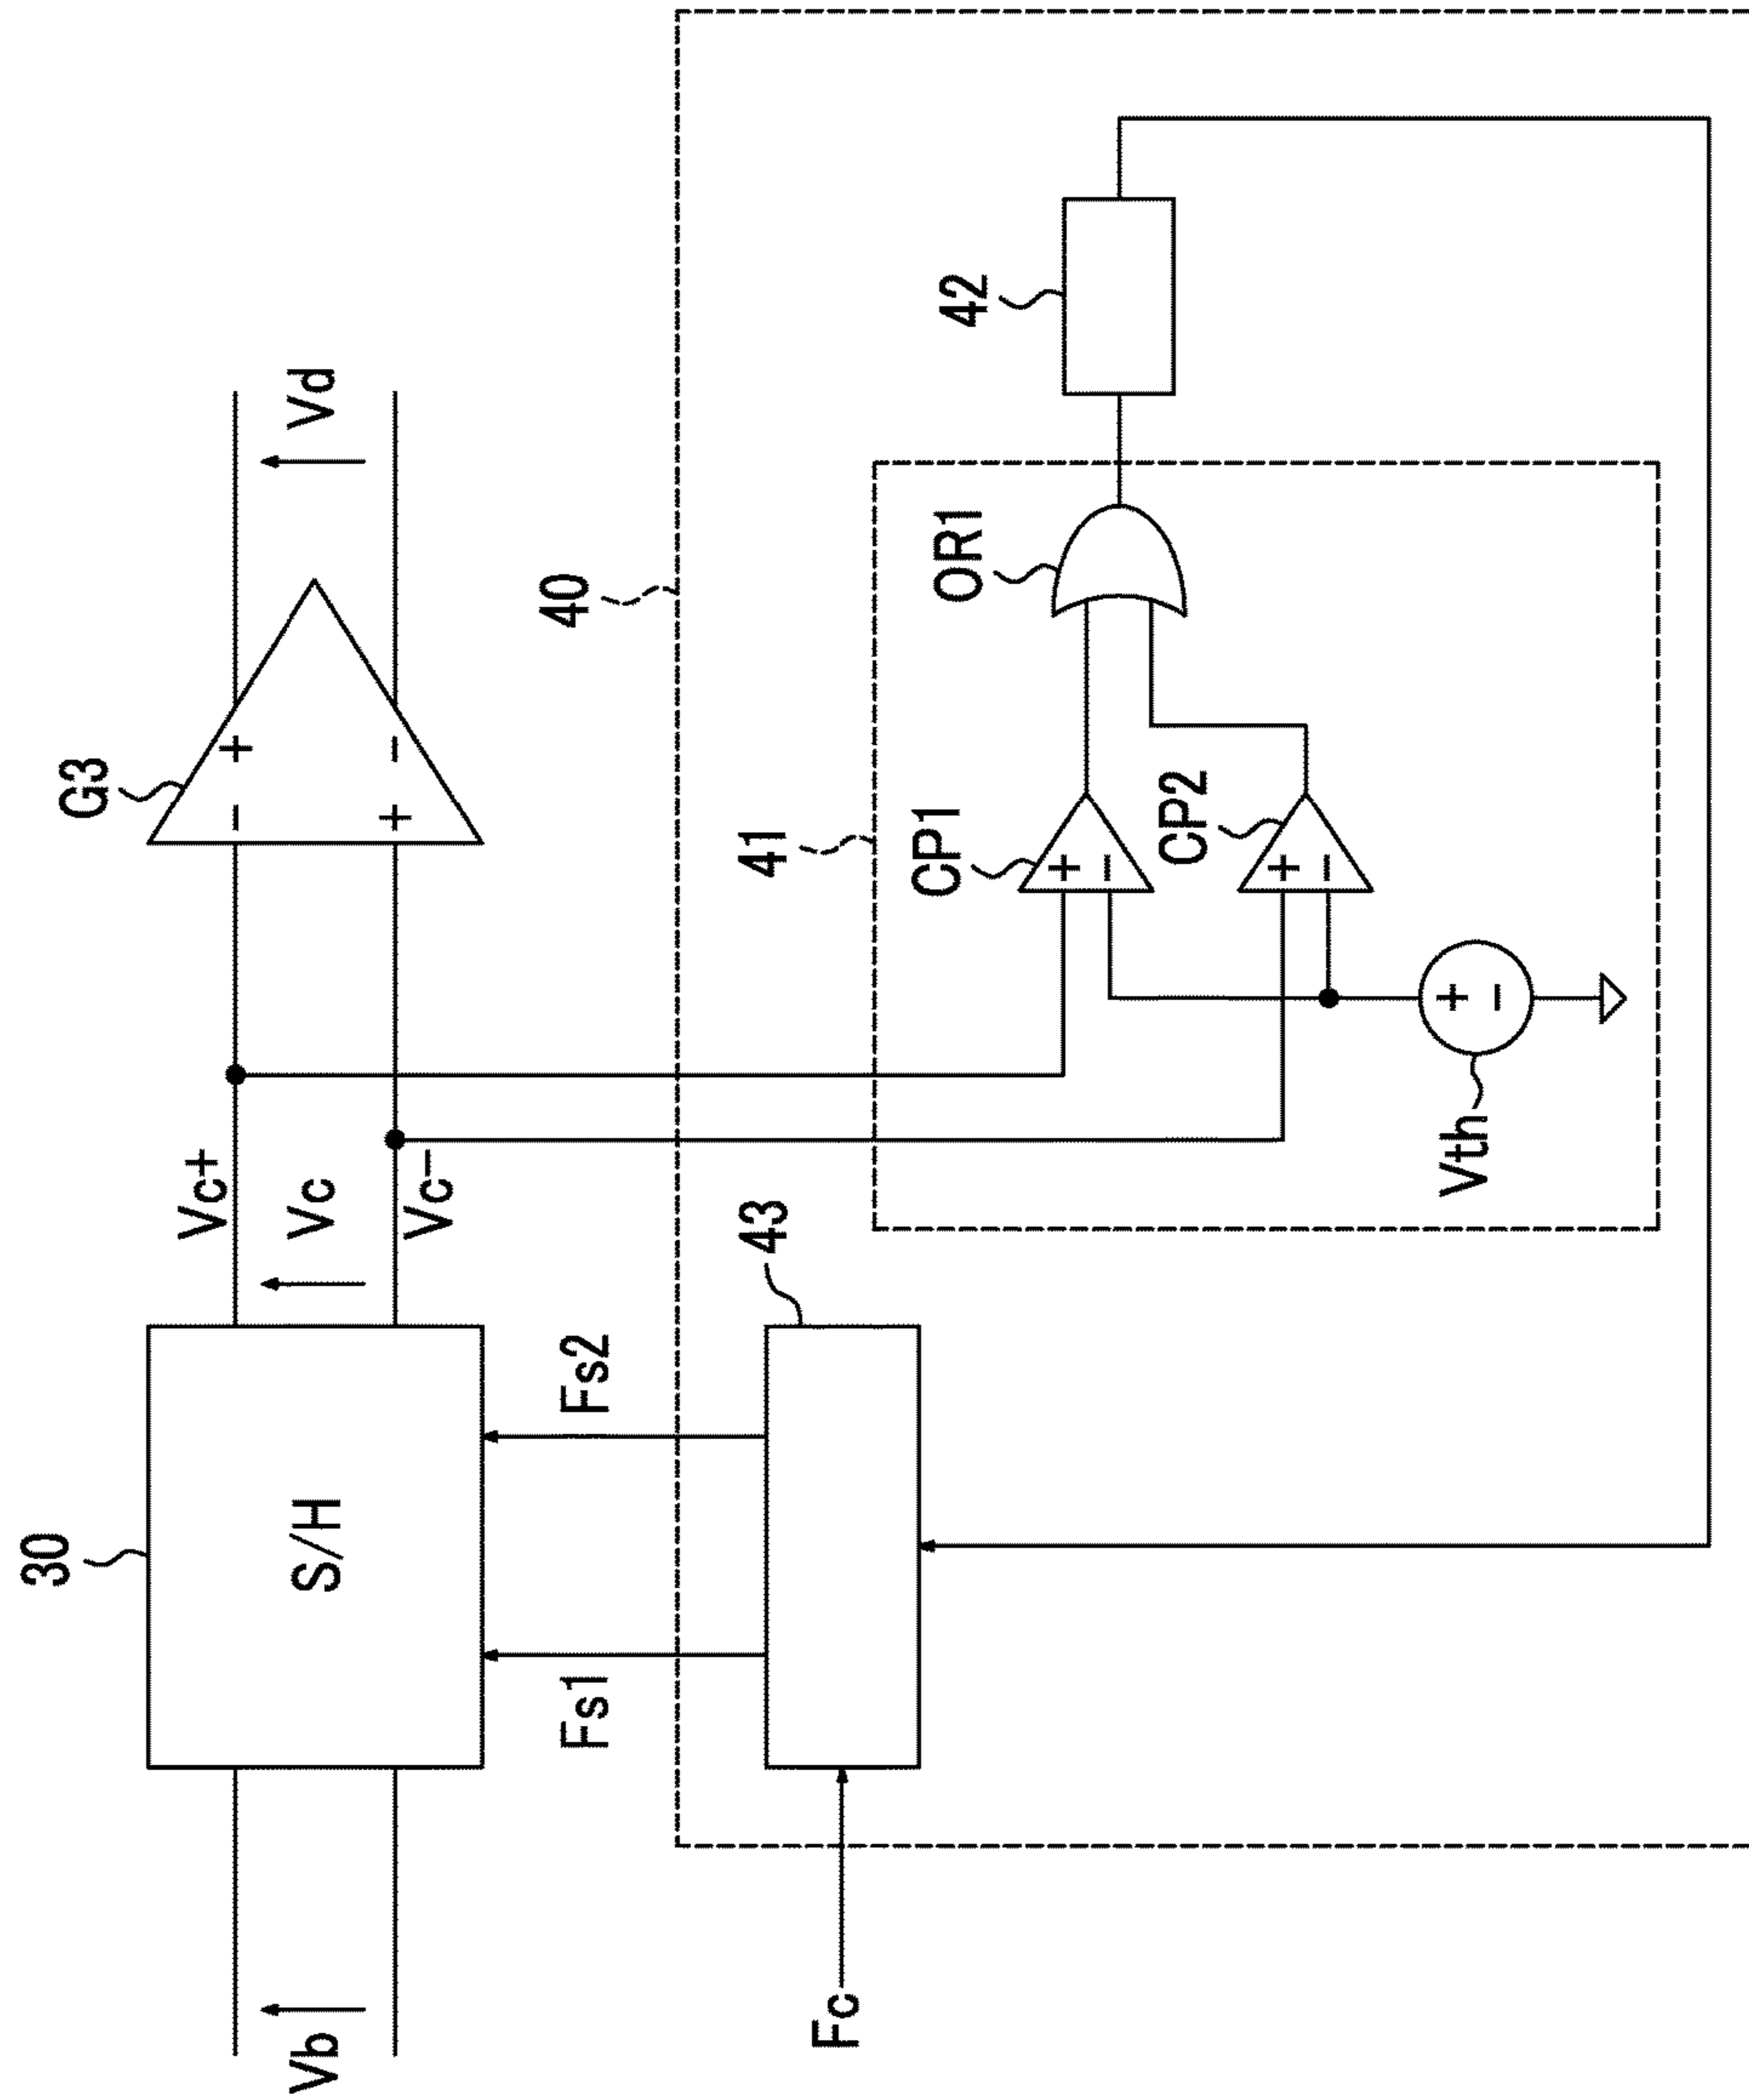 30
S/H
Vb
Vc+
Vc
Vc−
G3
−
+
+
−
Vd
Fs1
Fs2
40
43
Fc
41
CP1
+
−
CP2
+
−
OR1
42
Vth
+
−